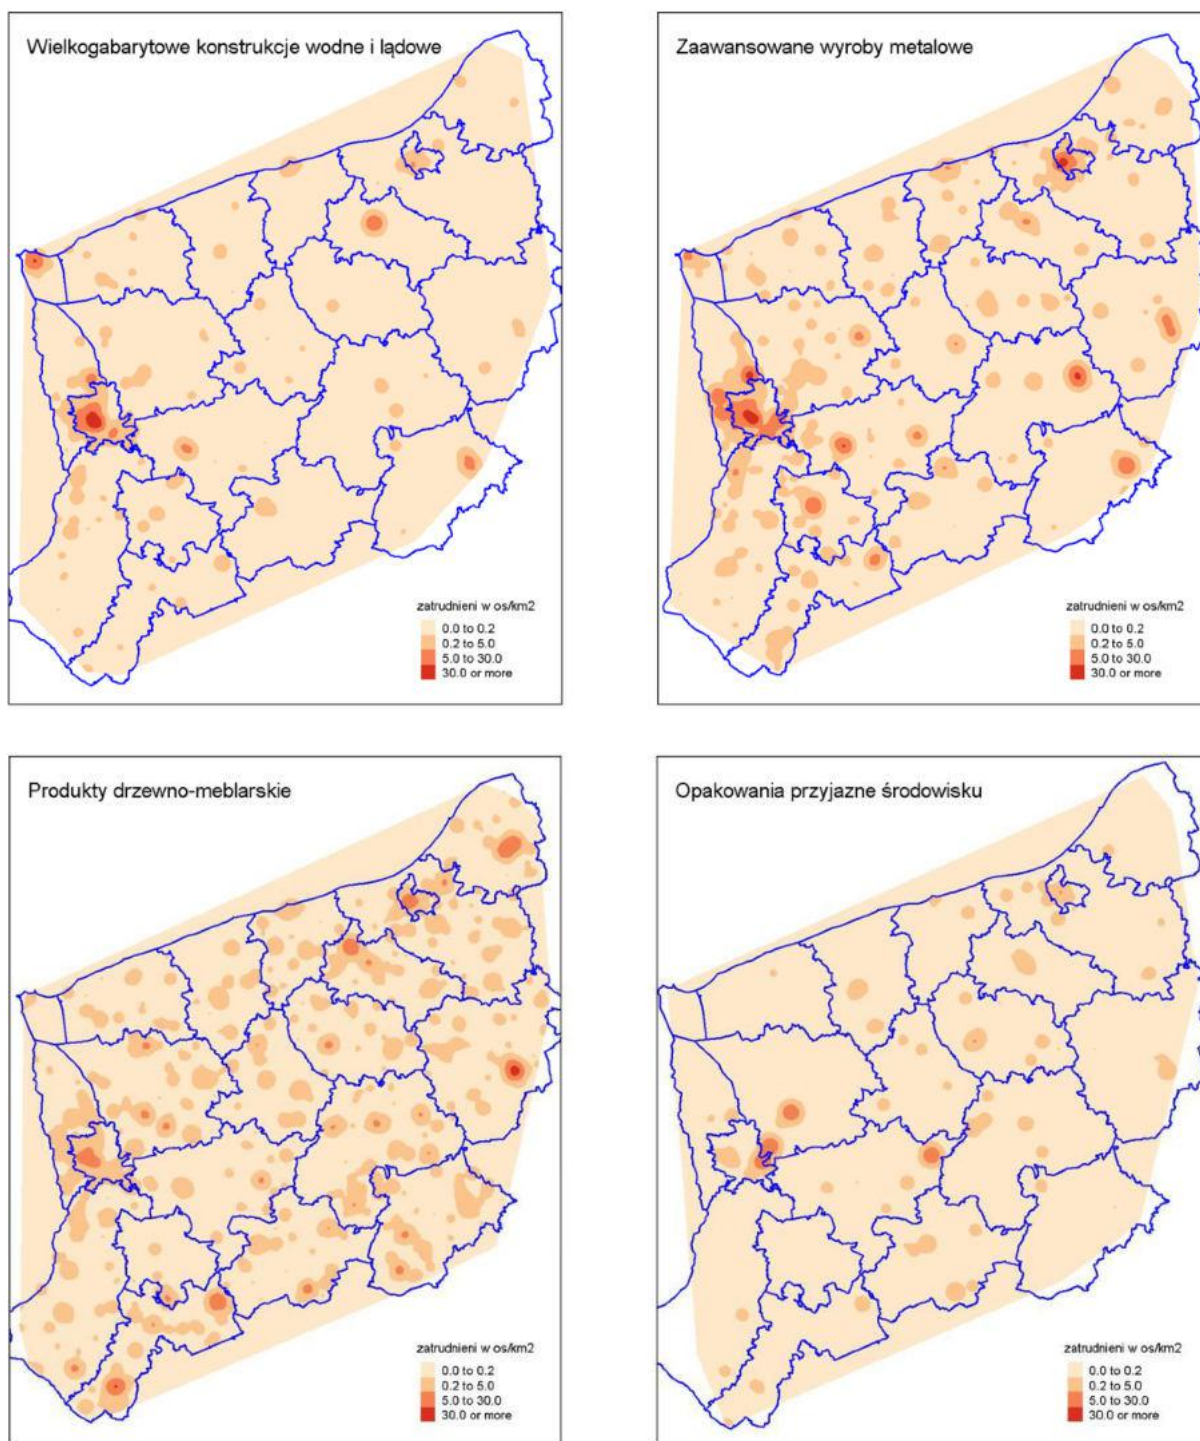 Wielkogabarytowe konstrukcje wodne i lądowe
zatrudnieni w os/km2
0.0 to 0.2
0.2 to 5.0
5.0 to 30.0
30.0 or more
Zaawansowane wyroby metalowe
zatrudnieni w os/km2
0.0 to 0.2
0.2 to 5.0
5.0 to 30.0
30.0 or more
Produkty drzewno-meblarskie
zatrudnieni w os/km2
0.0 to 0.2
0.2 to 5.0
5.0 to 30.0
30.0 or more
Opakowania przyjazne środowisku
zatrudnieni w os/km2
0.0 to 0.2
0.2 to 5.0
5.0 to 30.0
30.0 or more